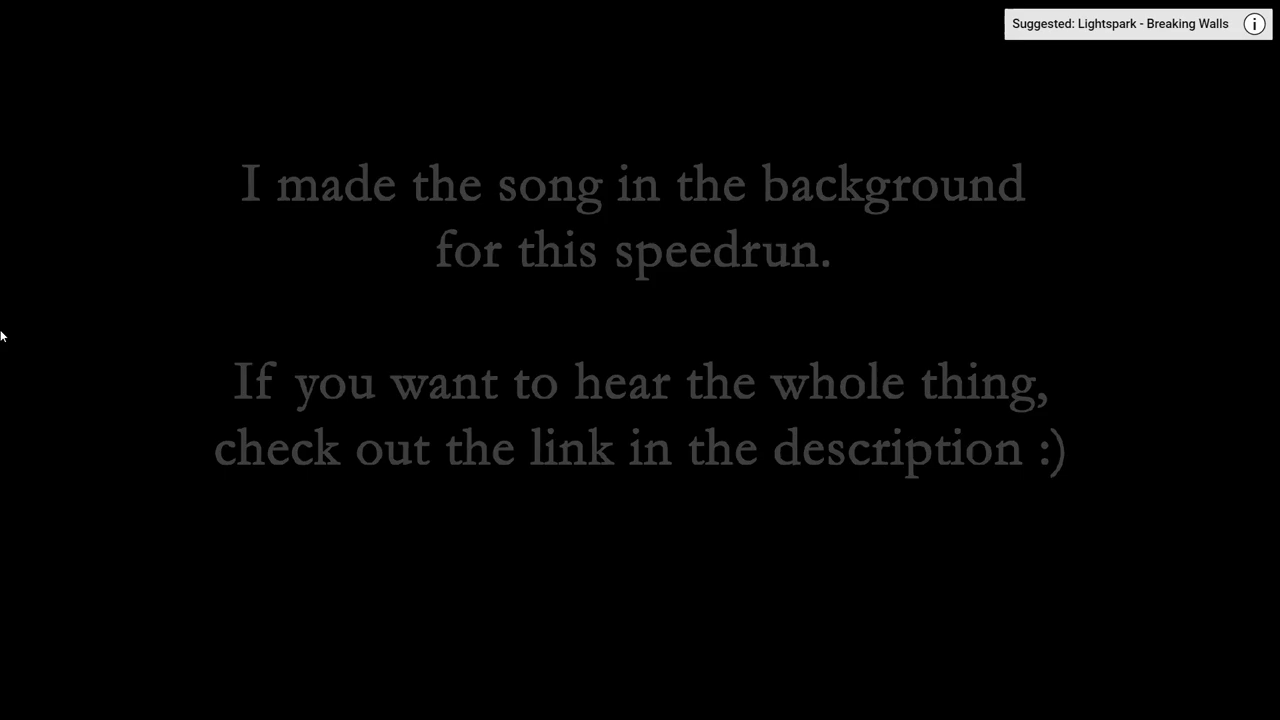 Suggested: Lightspark - Breaking Walls
I made the song in the background
for this speedrun.
If you want to hear the whole thing,
check out the link in the description :)